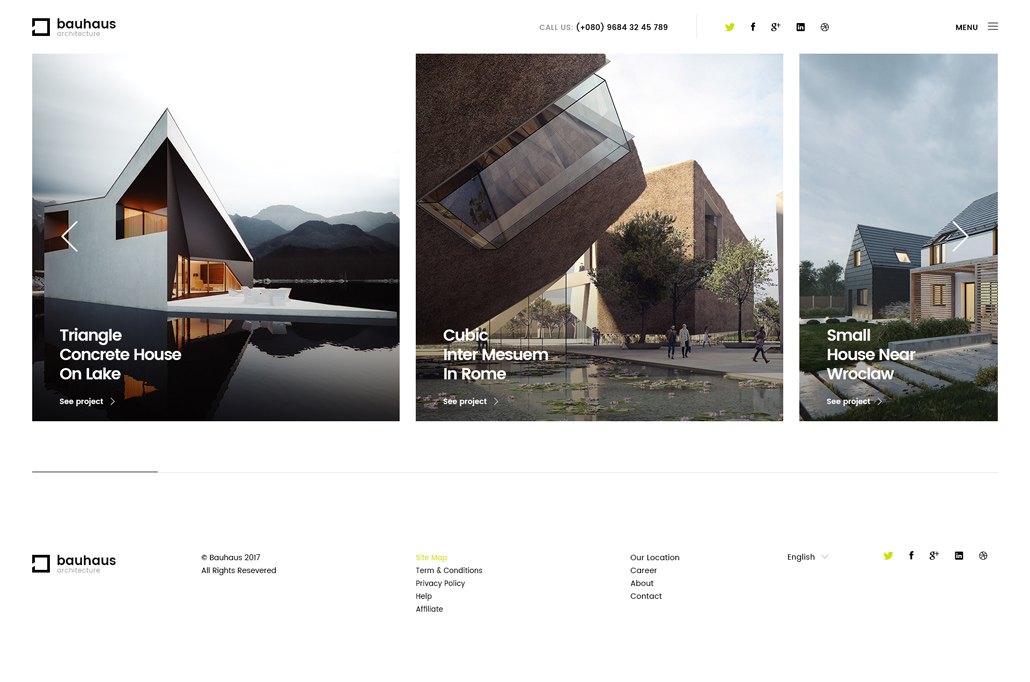 bauhaus
architecture
CALL US: (+080) 9684 32 45 789
MENU
Triangle
Concrete House
On Lake
See project
Cubic
Inter Mesuem
In Rome
See project
Small
House Near
Wroclaw
See project
bauhaus
architecture
© Bauhaus 2017
All Rights Resevered
Site Map
Term & Conditions
Privacy Policy
Help
Affiliate
Our Location
Career
About
Contact
English